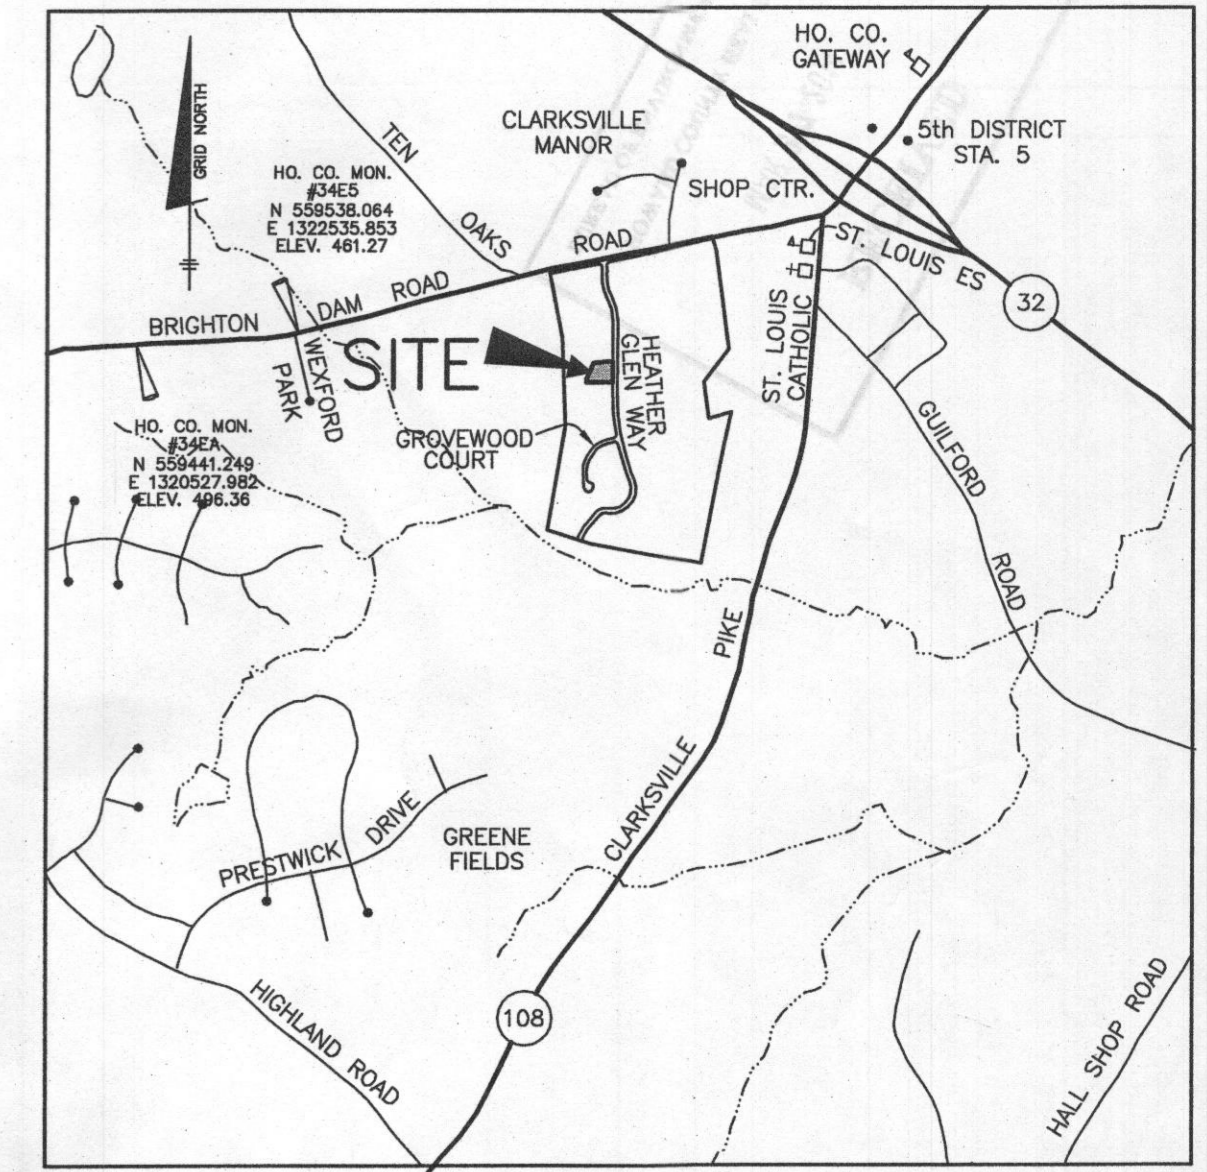 HO. CO.
GATEWAY
5th DISTRICT
STA. 5
CLARKSVILLE
MANOR
SHOP CTR.
TEN
OAKS
ROAD
GRID NORTH
HO. CO. MON.
#34E5
N 559538.064
E 1322535.853
ELEV. 461.27
BRIGHTON
DAM
ROAD
ST. LOUIS ES
32
ST. LOUIS
CATHOLIC
WEXFORD
PARK
SITE
HEATHER
GLEN WAY
GROVEWOOD
COURT
HO. CO. MON.
#34EA
N 559441.249
E 1320527.982
ELEV. 496.36
GUILFORD
ROAD
PIKE
CLARKSVILLE
PRESTWICK
DRIVE
GREENE
FIELDS
HIGHLAND ROAD
108
HALL SHOP ROAD